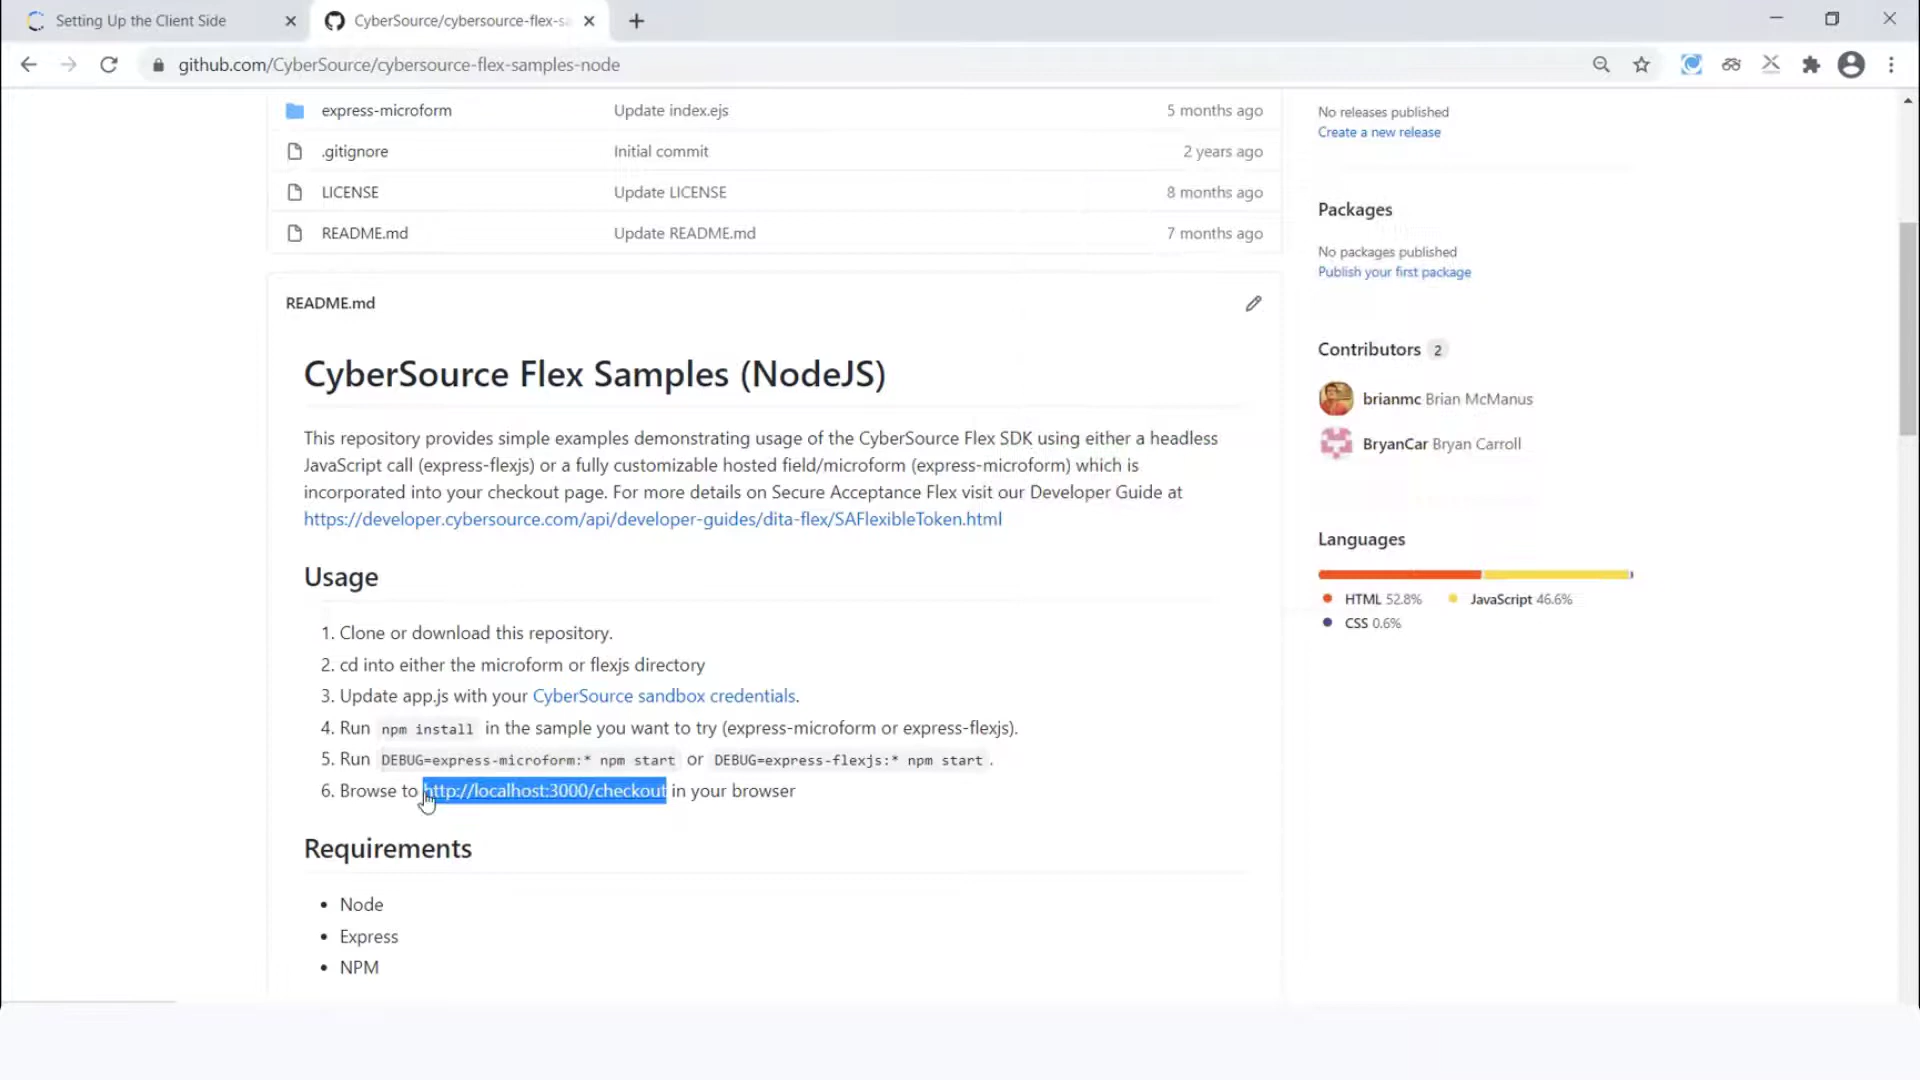 Setting Up the Client Side
CyberSource/cybersource-flex-sa
github.com/CyberSource/cybersource-flex-samples-node
express-microform Update index.ejs 5 months ago
.gitignore Initial commit 2 years ago
LICENSE Update LICENSE 8 months ago
README.md Update README.md 7 months ago
README.md
CyberSource Flex Samples (NodeJS)
This repository provides simple examples demonstrating usage of the CyberSource Flex SDK using either a headless
JavaScript call (express-flexjs) or a fully customizable hosted field/microform (express-microform) which is
incorporated into your checkout page. For more details on Secure Acceptance Flex visit our Developer Guide at
https://developer.cybersource.com/api/developer-guides/dita-flex/SAFlexibleToken.html
Usage
1. Clone or download this repository.
2. cd into either the microform or flexjs directory
3. Update app.js with your CyberSource sandbox credentials.
4. Run npm install in the sample you want to try (express-microform or express-flexjs).
5. Run DEBUG=express-microform:* npm start or DEBUG=express-flexjs:* npm start .
6. Browse to http://localhost:3000/checkout in your browser
Requirements
• Node
• Express
• NPM
No releases published
Create a new release
Packages
No packages published
Publish your first package
Contributors 2
brianmc Brian McManus
BryanCar Bryan Carroll
Languages
HTML 52.8% JavaScript 46.6%
CSS 0.6%